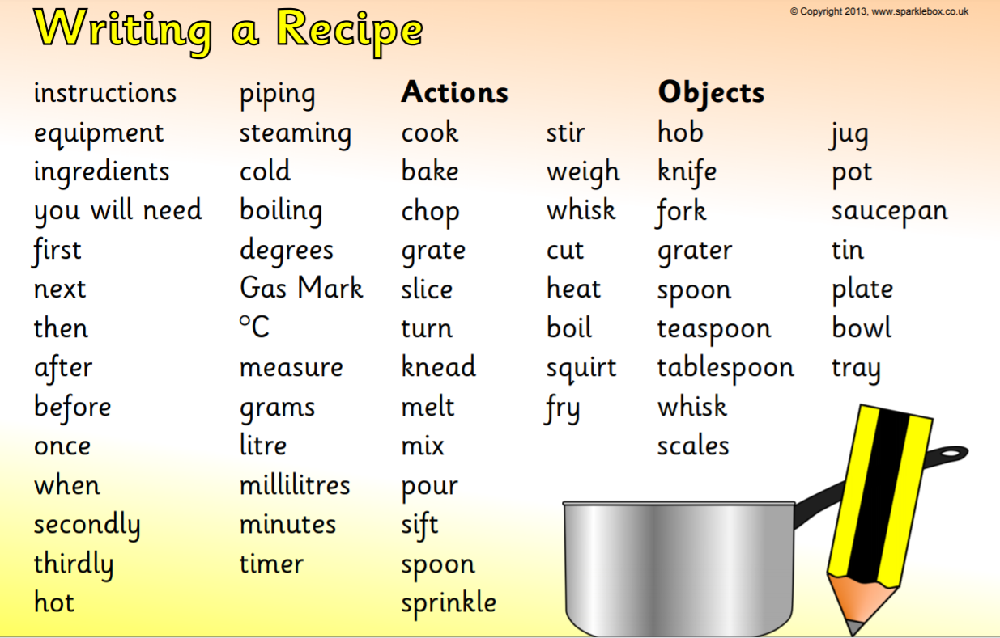 Writing a Recipe
© Copyright 2013, www.sparklebox.co.uk
instructions
equipment
ingredients
you will need
first
next
then
after
before
once
when
secondly
thirdly
hot
piping
steaming
cold
boiling
degrees
Gas Mark
°C
measure
grams
litre
millilitres
minutes
timer
Actions
cook
bake
chop
grate
slice
turn
knead
melt
mix
pour
sift
spoon
sprinkle
stir
weigh
whisk
cut
heat
boil
squirt
fry
Objects
hob
knife
fork
grater
spoon
teaspoon
tablespoon
whisk
scales
jug
pot
saucepan
tin
plate
bowl
tray